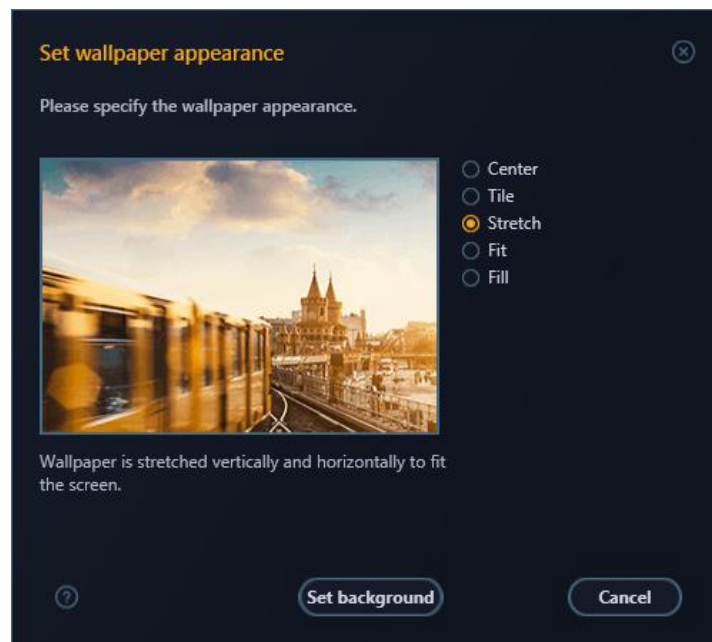 Set wallpaper appearance
Please specify the wallpaper appearance.
Center
Tile
Stretch
Fit
Fill
Wallpaper is stretched vertically and horizontally to fit
the screen.
?
Set background
Cancel